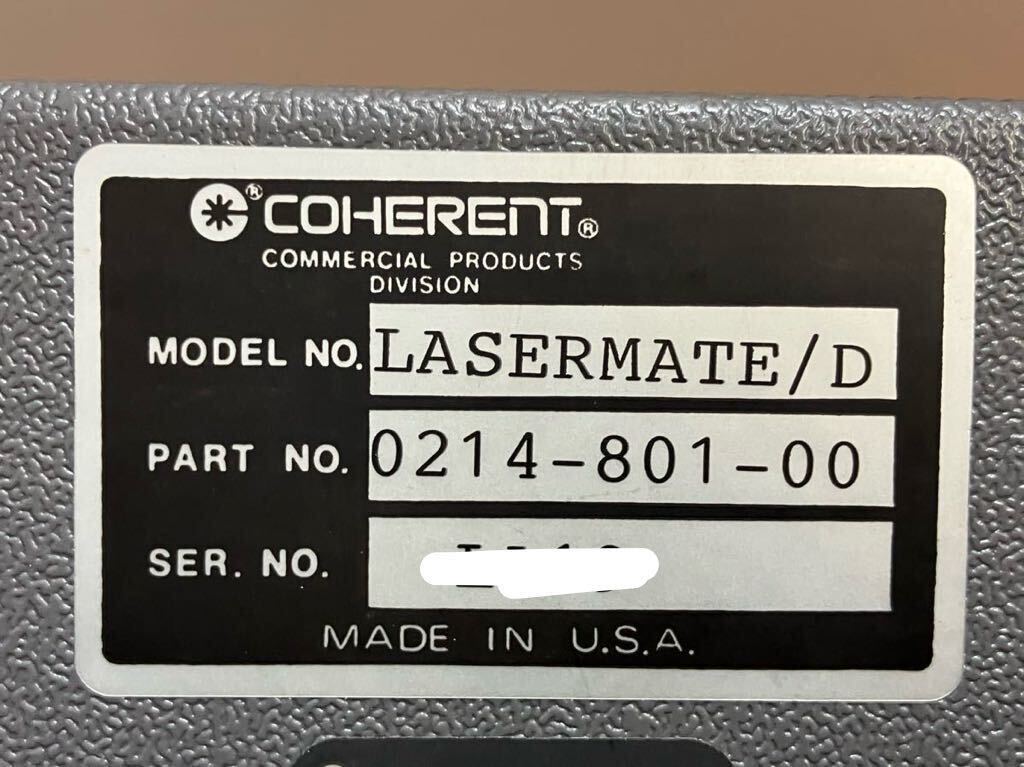 ®COHERENT®
COMMERCIAL PRODUCTS
DIVISION
MODEL NO. LASERMATE/D
PART NO. 0214-801-00
SER. NO.
MADE IN U.S.A.